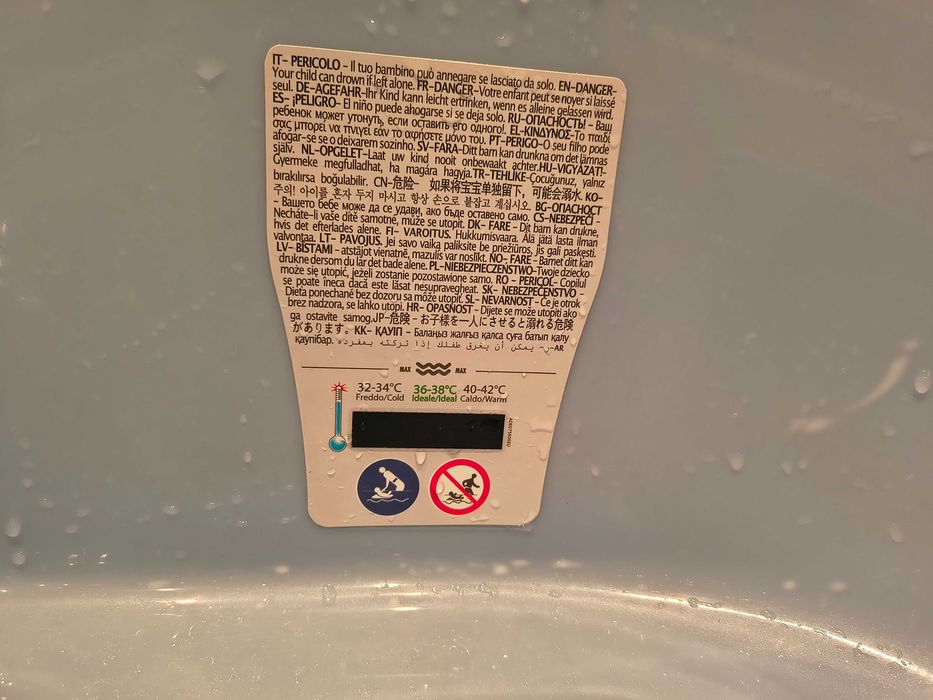 IT– PERICOLO – Il tuo bambino può annegare se lasciato da solo. EN–DANGER–
Your child can drown if left alone. FR–DANGER–Votre enfant peut se noyer si laissé
seul. DE–AGEFAHR–Ihr Kind kann leicht ertrinken, wenn es alleine gelassen wird.
ES– ¡PELIGRO– El niño puede ahogarse si se deja solo. RU–ОПАСНОСТЬ! – Ваш
ребенок может утонуть, если оставить его одного!. EL–ΚΙΝΔΥΝΟΣ–Το παιδί
σας μπορεί να πνιγεί εάν το αφήσετε μόνο του. PT–PERIGO–O seu filho pode
afogar–se se o deixarem sozinho. SV–FARA–Ditt barn kan drunkna om det lämnas
själv. NL–OPGELET–Laat uw kind nooit onbewaakt achter.HU–VIGYÁZAT!–
Gyermeke megfulladhat, ha magára hagyja.TR–TEHLİKE–Çocuğunuz, yalnız
bırakılırsa boğulabilir. CN–危险– 如果将宝宝单独留下, 可能会溺水. KO–
주의! 아이를 혼자 두지 마시고 항상 손으로 붙잡고 계십시오. BG–ОПАСНОСТ
– Вашето бебе може да се удави, ако бъде оставено само. CS–NEBEZPEČÍ –
Necháte–li vaše dítě samotné, může se utopit. DK– FARE – Dit barn kan drukne,
hvis det efterlades alene. FI– VAROITUS. Hukkumisvaara. Älä jätä lasta ilman
valvontaa. LT– PAVOJUS. Jei savo vaiką paliksite be priežiūros, jis gali paskęsti.
LV– BĪSTAMI – atstājot vienatnē, mazulis var noslīkt. NO– FARE – Barnet ditt kan
drukne dersom du lar det bade alene. PL–NIEBEZPIECZEŃSTWO–Twoje dziecko
może się utopić, jeżeli zostanie pozostawione samo. RO – PERICOL– Copilul
se poate îneca dacă este lăsat nesupravegheat. SK– NEBEZPEČENSTVO –
Dieťa ponechané bez dozoru sa môže utopiť. SL– NEVARNOST – Če je otrok
brez nadzora, se lahko utopi. HR– OPASNOST – Dijete se može utopiti ako
ga ostavite samog.JP–危険 – お子様を一人にさせると溺れる危険
があります。KK– ҚАУІП – Балаңыз жалғыз қалса суға батып қалу
қаупібар. ر– يمكن أن يغرق طفلك إذا تركته بمفرده –AR
MAX MAX
32–34°C 36–38°C 40–42°C
Freddo/Cold Ideale/Ideal Caldo/Warm